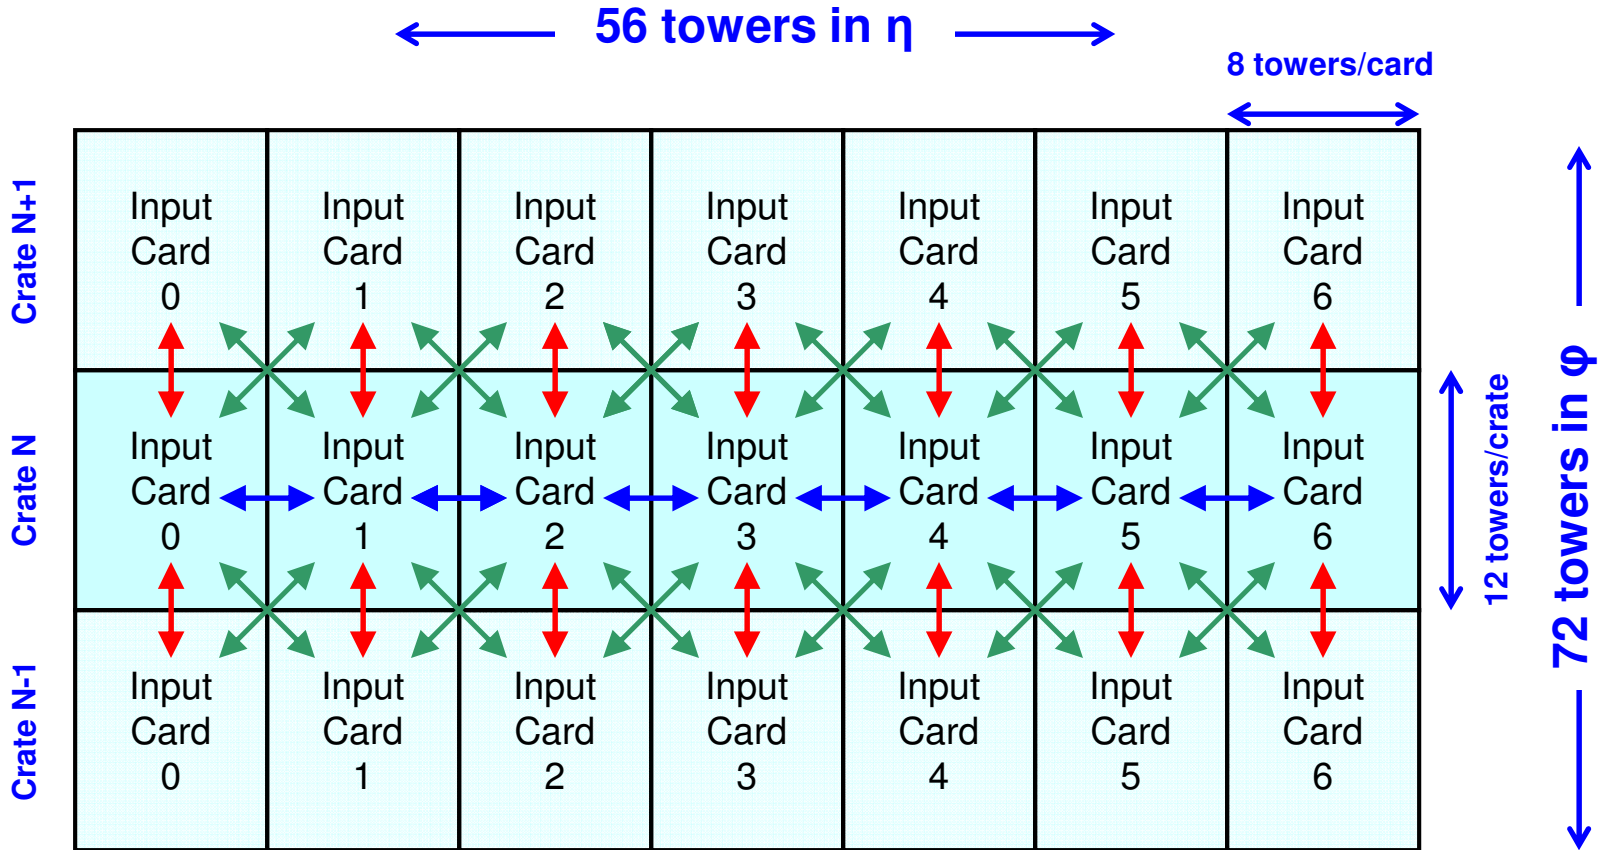 56 towers in η
8 towers/card
Crate N+1
Input
Card
0
Input
Card
1
Input
Card
2
Input
Card
3
Input
Card
4
Input
Card
5
Input
Card
6
Crate N
Input
Card
0
Input
Card
1
Input
Card
2
Input
Card
3
Input
Card
4
Input
Card
5
Input
Card
6
12 towers/crate
72 towers in φ
Crate N-1
Input
Card
0
Input
Card
1
Input
Card
2
Input
Card
3
Input
Card
4
Input
Card
5
Input
Card
6